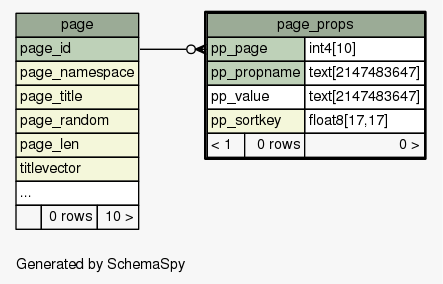 page
page_id
page_namespace
page_title
page_random
page_len
titlevector
...
0 rows 10 >
page_props
pp_page int4[10]
pp_propname text[2147483647]
pp_value text[2147483647]
pp_sortkey float8[17,17]
< 1 0 rows 0 >
Generated by SchemaSpy